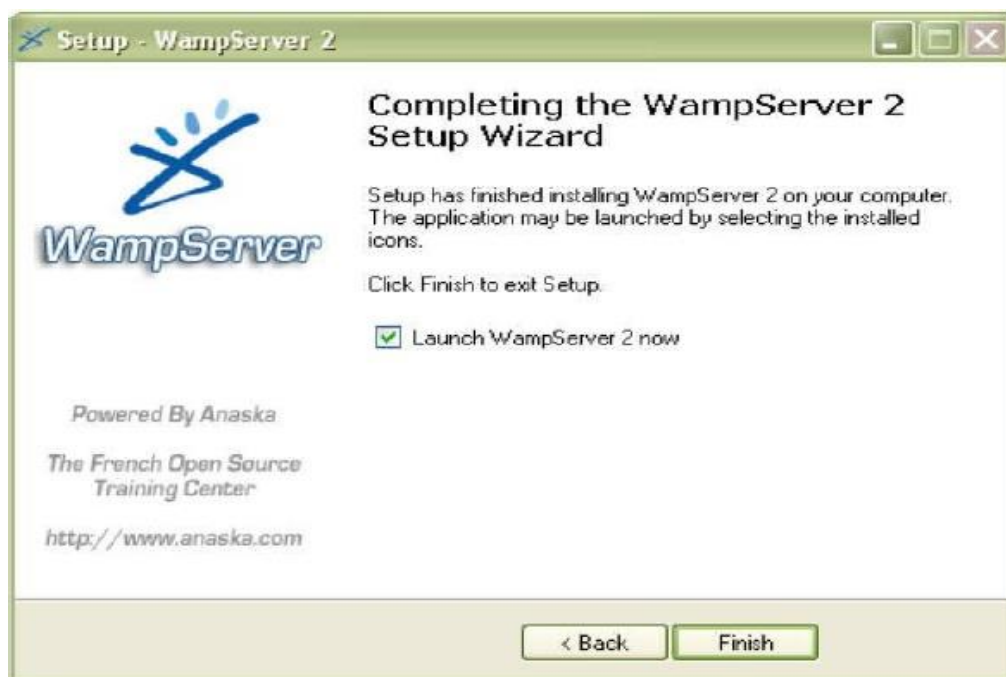 Setup - WampServer 2
WampServer
Completing the WampServer 2
Setup Wizard
Setup has finished installing WampServer 2 on your computer.
The application may be launched by selecting the installed
icons.
Click Finish to exit Setup.
Launch WampServer 2 now
Powered By Anaska
The French Open Source
Training Center
http://www.anaska.com
< Back
Finish